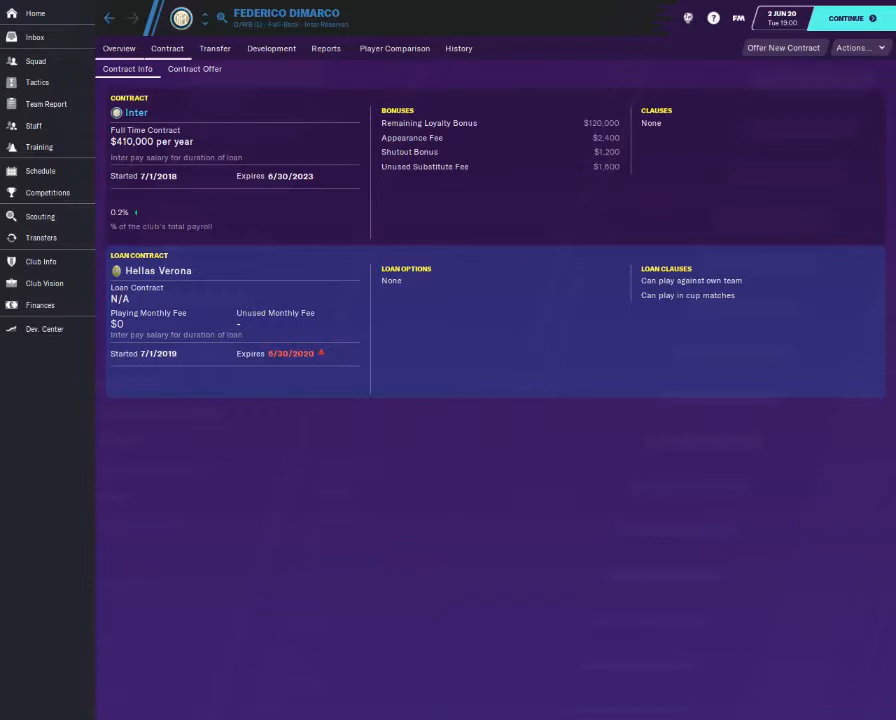 Home
Inbox
Squad
Tactics
Team Report
Staff
Training
Schedule
Competitions
Scouting
Transfers
Club Info
Club Vision
Finances
Dev. Center
FEDERICO DIMARCO
D/WB (L) - Full-Back - Inter Reserves
?
FM
2 JUN 20
Tue 19:00
CONTINUE
Overview
Contract
Transfer
Development
Reports
Player Comparison
History
Offer New Contract
Actions...
Contract Info
Contract Offer
CONTRACT
Inter
Full Time Contract
$410,000 per year
Inter pay salary for duration of loan
Started 7/1/2018 Expires 6/30/2023
0.2%
% of the club's total payroll
BONUSES
Remaining Loyalty Bonus $120,000
Appearance Fee $2,400
Shutout Bonus $1,200
Unused Substitute Fee $1,600
CLAUSES
None
LOAN CONTRACT
Hellas Verona
Loan Contract
N/A
Playing Monthly Fee Unused Monthly Fee
$0 -
Inter pay salary for duration of loan
Started 7/1/2019 Expires 6/30/2020
LOAN OPTIONS
None
LOAN CLAUSES
Can play against own team
Can play in cup matches